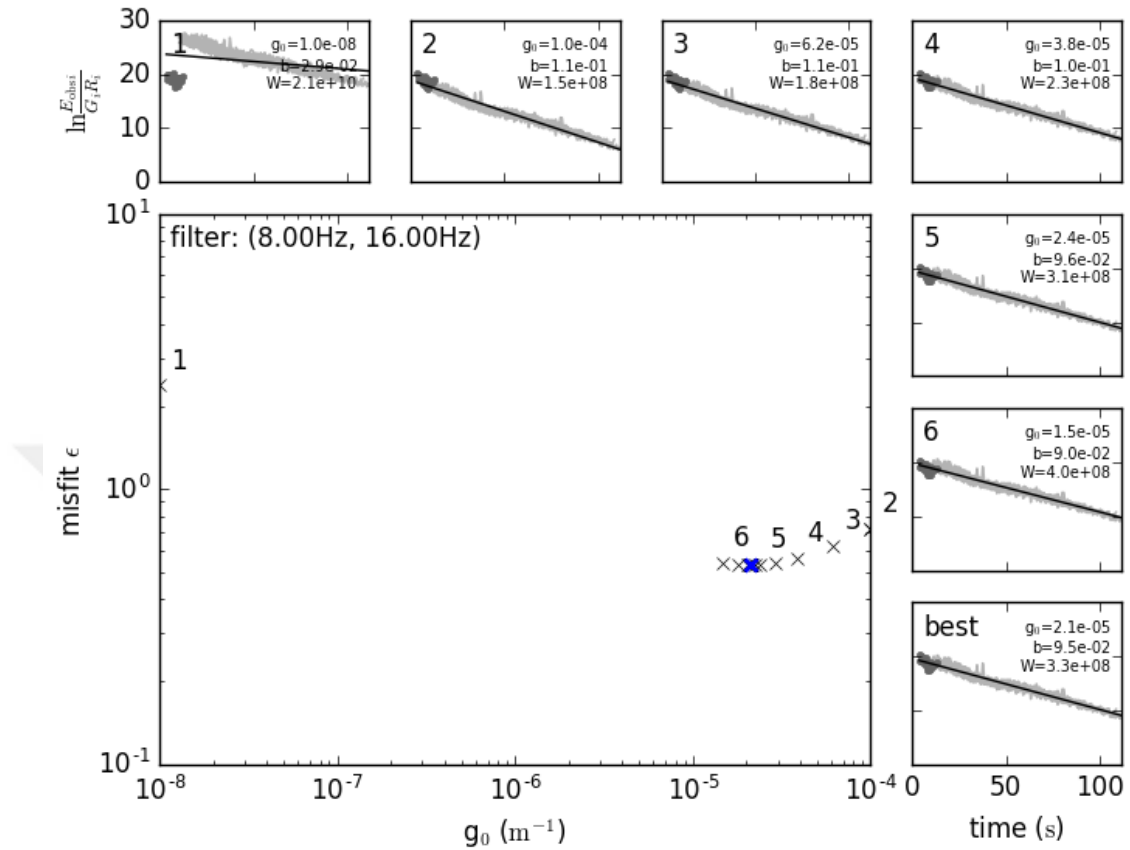 30
20
10
0
ln E_obsi / G_i R_i
1
g₀=1.0e-08
b=2.9e-02
W=2.1e+10
2
g₀=1.0e-04
b=1.1e-01
W=1.5e+08
3
g₀=6.2e-05
b=1.1e-01
W=1.8e+08
4
g₀=3.8e-05
b=1.0e-01
W=2.3e+08
filter: (8.00Hz, 16.00Hz)
10¹
10⁰
10⁻¹
misfit ϵ
1
6 5 4 3 2
10⁻⁸ 10⁻⁷ 10⁻⁶ 10⁻⁵ 10⁻⁴
g₀ (m⁻¹)
5
g₀=2.4e-05
b=9.6e-02
W=3.1e+08
6
g₀=1.5e-05
b=9.0e-02
W=4.0e+08
best
g₀=2.1e-05
b=9.5e-02
W=3.3e+08
0 50 100
time (s)